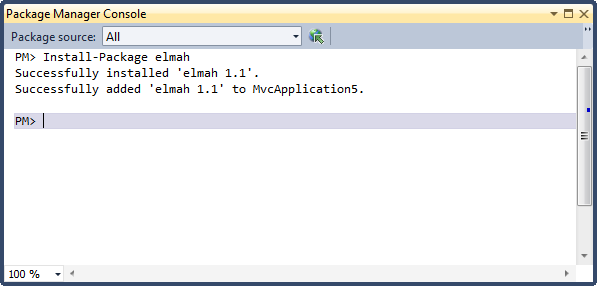 Package Manager Console
Package source: All
PM> Install-Package elmah
Successfully installed 'elmah 1.1'.
Successfully added 'elmah 1.1' to MvcApplication5.
PM>
100 %